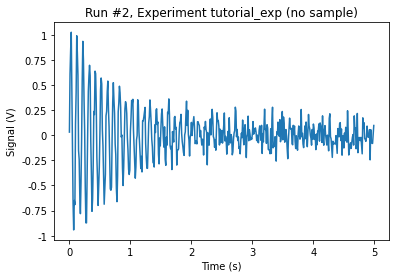 Run #2, Experiment tutorial_exp (no sample)
Signal (V)
1
0.75
0.5
0.25
0
-0.25
-0.5
-0.75
-1
0 1 2 3 4 5
Time (s)